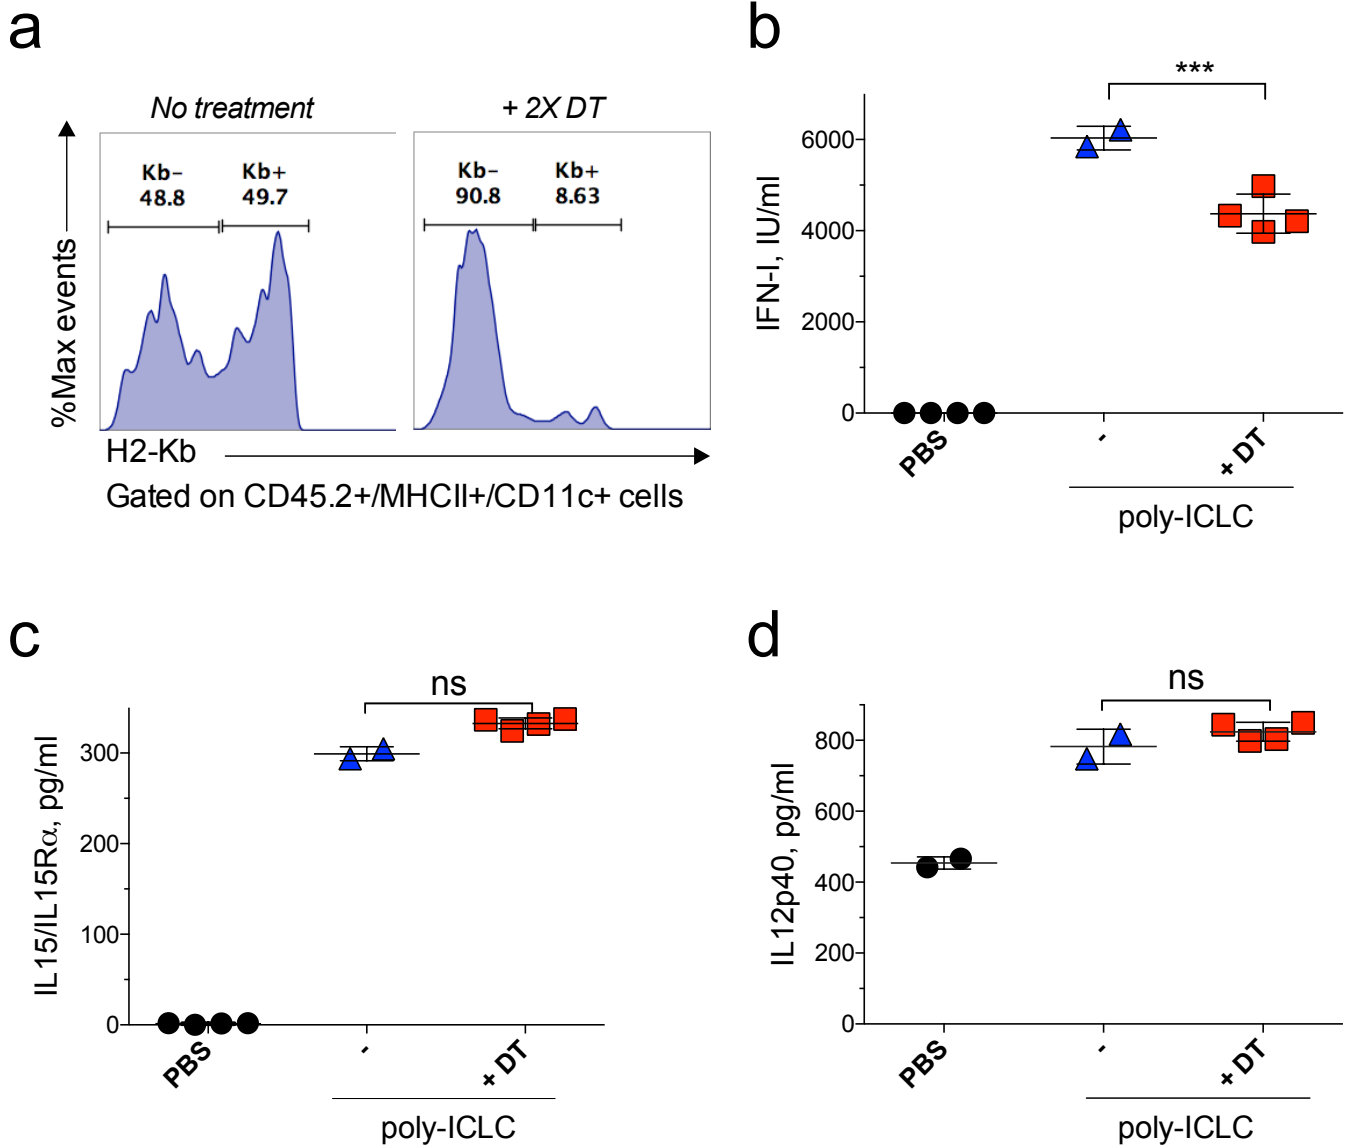 a
No treatment
+ 2X DT
Kb-
48.8
Kb+
49.7
Kb-
90.8
Kb+
8.63
%Max events
H2-Kb
Gated on CD45.2+/MHCII+/CD11c+ cells
b
***
IFN-I, IU/ml
6000
4000
2000
0
PBS
-
+ DT
poly-ICLC
c
ns
IL15/IL15Rα, pg/ml
300
200
100
0
PBS
-
+ DT
poly-ICLC
d
ns
IL12p40, pg/ml
800
600
400
200
0
PBS
-
+ DT
poly-ICLC